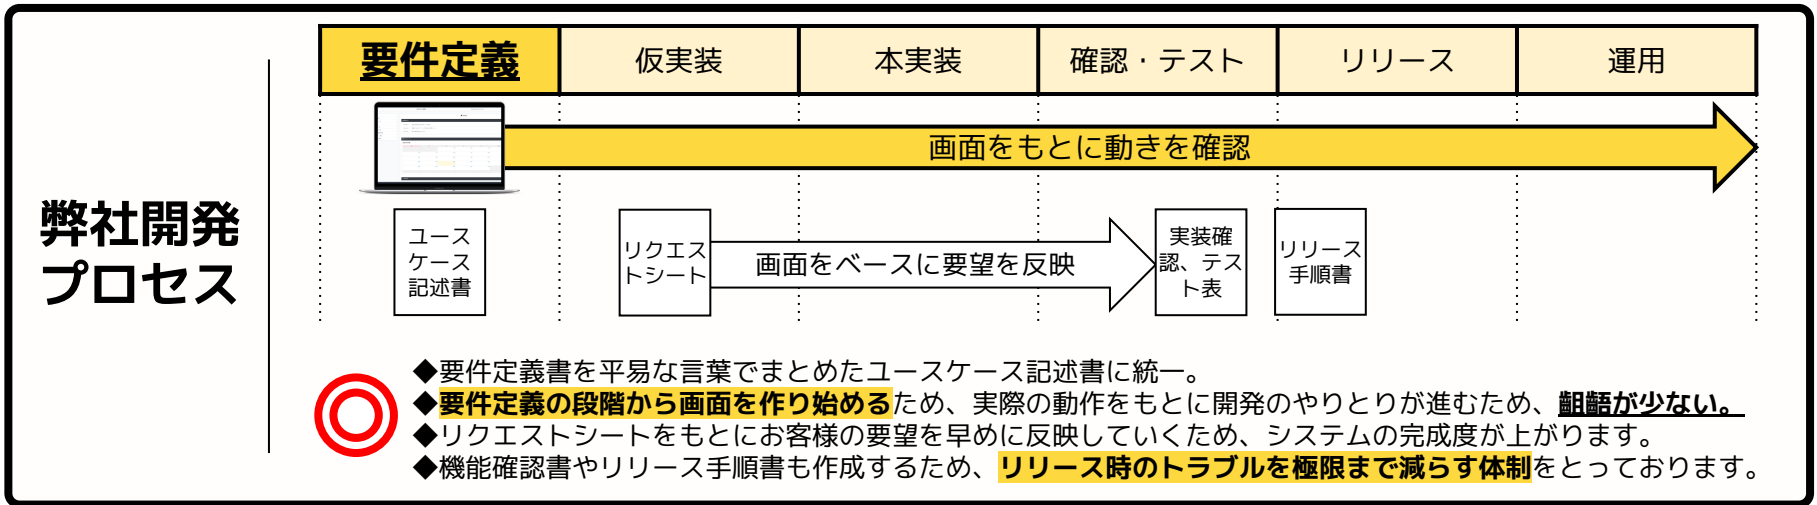 弊社開発
プロセス
要件定義
仮実装
本実装
確認・テスト
リリース
運用
画面をもとに動きを確認
ユース
ケース
記述書
リクエス
トシート
画面をベースに要望を反映
実装確
認、テス
ト表
リリース
手順書
◆要件定義書を平易な言葉でまとめたユースケース記述書に統一。
◆要件定義の段階から画面を作り始めるため、実際の動作をもとに開発のやりとりが進むため、齟齬が少ない。
◆リクエストシートをもとにお客様の要望を早めに反映していくため、システムの完成度が上がります。
◆機能確認書やリリース手順書も作成するため、リリース時のトラブルを極限まで減らす体制をとっております。